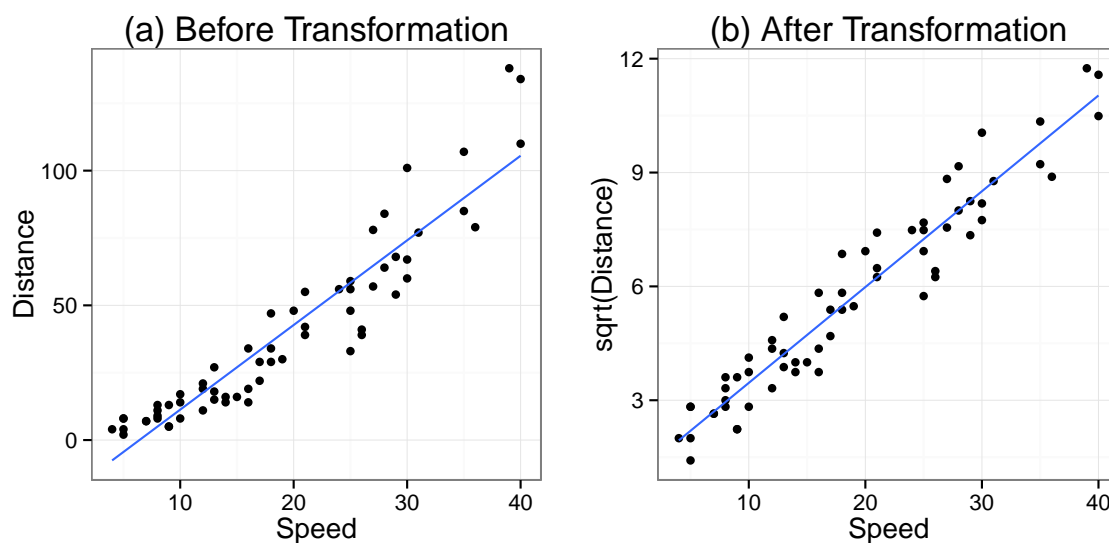 (a) Before Transformation
Distance
100
50
0
10 20 30 40
Speed
(b) After Transformation
sqrt(Distance)
12
9
6
3
10 20 30 40
Speed